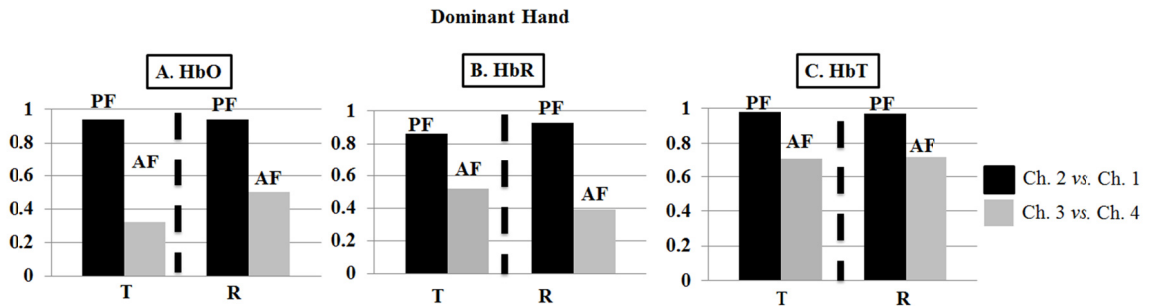 Dominant Hand
A. HbO
B. HbR
C. HbT
1
0.8
0.6
0.4
0.2
0
PF
AF
PF
AF
T
R
1
0.8
0.6
0.4
0.2
0
PF
AF
PF
AF
T
R
1
0.8
0.6
0.4
0.2
0
PF
AF
PF
AF
T
R
Ch. 2 vs. Ch. 1
Ch. 3 vs. Ch. 4